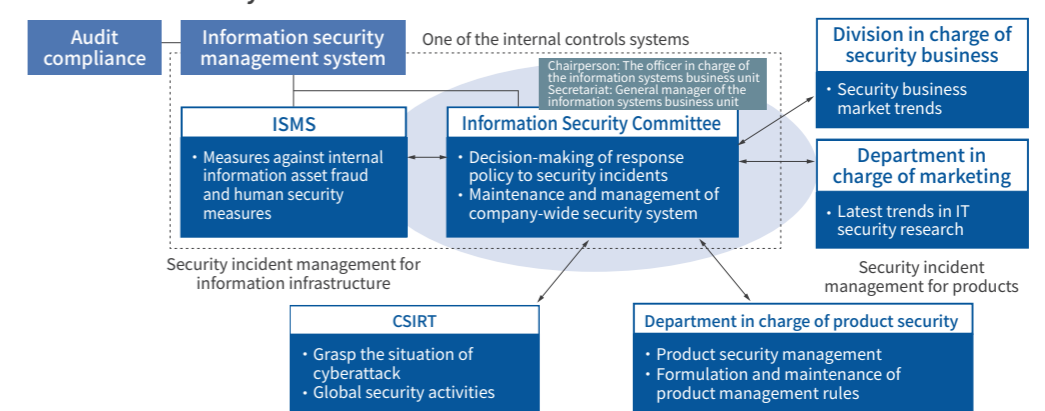 Audit
compliance
Information security
management system
One of the internal controls systems
Chairperson: The officer in charge of
the information systems business unit
Secretariat: General manager of the
information systems business unit
ISMS
・Measures against internal
information asset fraud
and human security
measures
Information Security Committee
・Decision-making of response
policy to security incidents
・Maintenance and management of
company-wide security system
Division in charge of
security business
・Security business
market trends
Department in
charge of marketing
・Latest trends in IT
security research
Security incident management for
information infrastructure
Security incident
management for products
CSIRT
・Grasp the situation of
cyberattack
・Global security activities
Department in charge of product security
・Product security management
・Formulation and maintenance of
product management rules